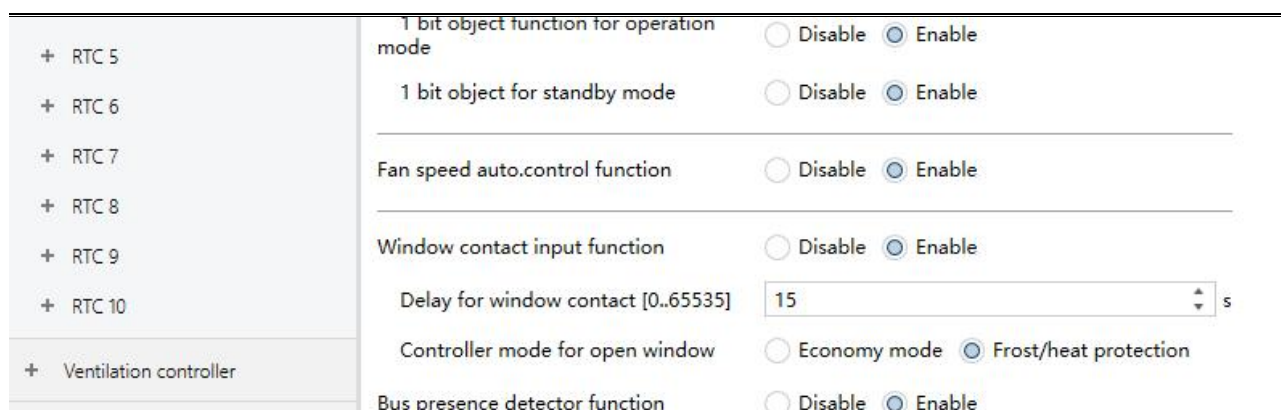 1 bit object function for operation
mode
Disable Enable
RTC 5
RTC 6
1 bit object for standby mode Disable Enable
RTC 7
Fan speed auto.control function Disable Enable
RTC 8
RTC 9
Window contact input function Disable Enable
RTC 10
Delay for window contact [0..65535] 15 s
Ventilation controller
Controller mode for open window Economy mode Frost/heat protection
Bus presence detector function Disable Enable